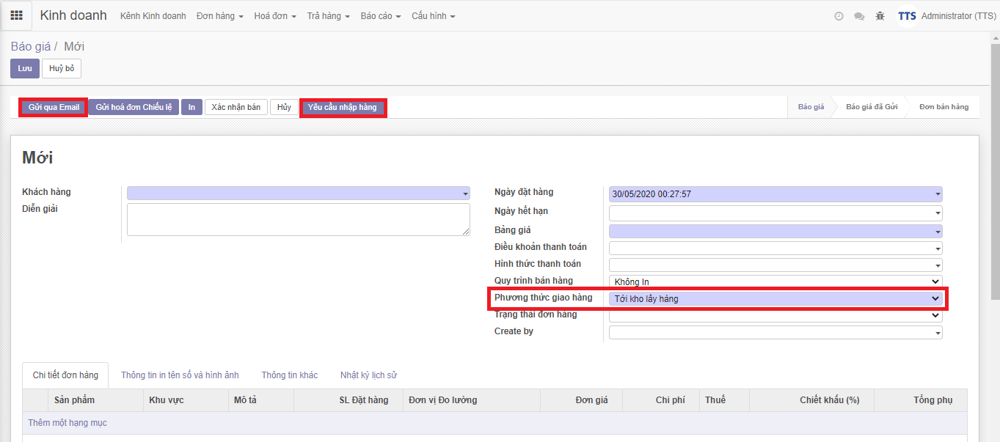 Kinh doanh Kênh Kinh doanh Đơn hàng Hoá đơn Trả hàng Báo cáo Cấu hình TTS Administrator (TTS)
Báo giá / Mới
Lưu Huỷ bỏ
Gửi qua Email Gửi hoá đơn Chiếu lệ In Xác nhận bán Hủy Yêu cầu nhập hàng Báo giá Báo giá đã Gửi Đơn bán hàng
Mới
Khách hàng
Diễn giải
Ngày đặt hàng 30/05/2020 00:27:57
Ngày hết hạn
Bảng giá
Điều khoản thanh toán
Hình thức thanh toán
Quy trình bán hàng Không In
Phương thức giao hàng Tới kho lấy hàng
Trạng thái đơn hàng
Create by
Chi tiết đơn hàng Thông tin in tên số và hình ảnh Thông tin khác Nhật ký lịch sử
Sản phẩm Khu vực Mô tả SL Đặt hàng Đơn vị Đo lường Đơn giá Chi phí Thuế Chiết khấu (%) Tổng phụ
Thêm một hạng mục